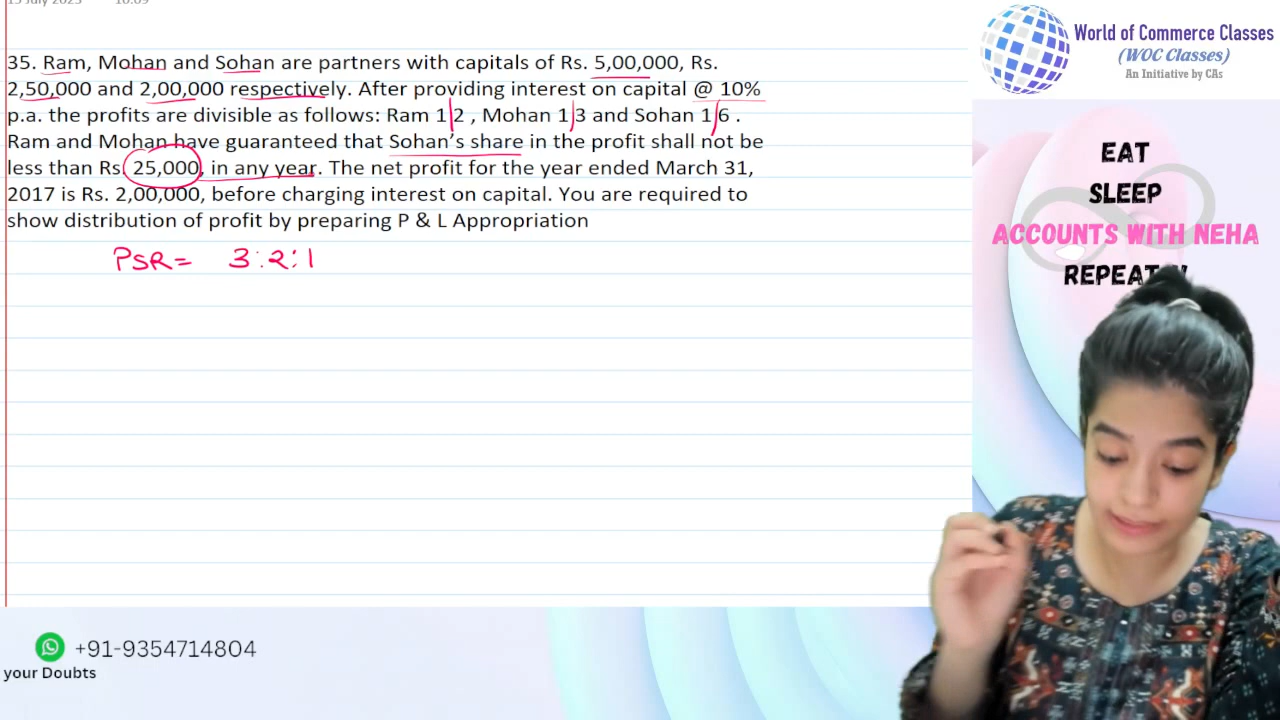 35. Ram, Mohan and Sohan are partners with capitals of Rs. 5,00,000, Rs.
2,50,000 and 2,00,000 respectively. After providing interest on capital @ 10%
p.a. the profits are divisible as follows: Ram 1|2 , Mohan 1|3 and Sohan 1/6 .
Ram and Mohan have guaranteed that Sohan's share in the profit shall not be
less than Rs 25,000, in any year. The net profit for the year ended March 31,
2017 is Rs. 2,00,000, before charging interest on capital. You are required to
show distribution of profit by preparing P & L Appropriation
PSR= 3:2:1
World of Commerce Classes
(WOC Classes)
An Initiative by CAs
EAT
SLEEP
ACCOUNTS WITH NEHA
REPEAT
+91-9354714804
your Doubts